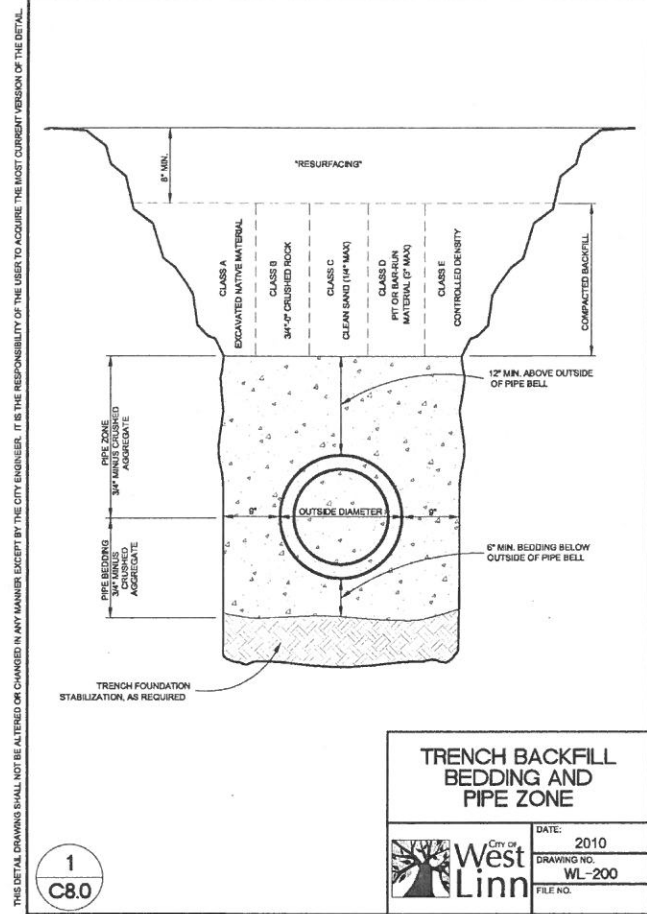 THIS DETAIL DRAWING SHALL NOT BE ALTERED OR CHANGED IN ANY MANNER EXCEPT BY THE CITY ENGINEER. IT IS THE RESPONSIBILITY OF THE USER TO ACQUIRE THE MOST CURRENT VERSION OF THE DETAIL.
8" MIN.
"RESURFACING"
CLASS A
EXCAVATED NATIVE MATERIAL
CLASS B
3/4"-0" CRUSHED ROCK
CLASS C
CLEAN SAND (1/4" MAX)
CLASS D
PIT OR BAR-RUN
MATERIAL (3" MAX)
CLASS E
CONTROLLED DENSITY
COMPACTED BACKFILL
12" MIN. ABOVE OUTSIDE
OF PIPE BELL
PIPE ZONE
3/4" MINUS CRUSHED
AGGREGATE
9"
OUTSIDE DIAMETER
9"
PIPE BEDDING
3/4" MINUS
CRUSHED
AGGREGATE
6" MIN. BEDDING BELOW
OUTSIDE OF PIPE BELL
TRENCH FOUNDATION
STABILIZATION, AS REQUIRED
TRENCH BACKFILL
BEDDING AND
PIPE ZONE
CITY OF
West
Linn
DATE:
2010
DRAWING NO.
WL-200
FILE NO.
1
C8.0